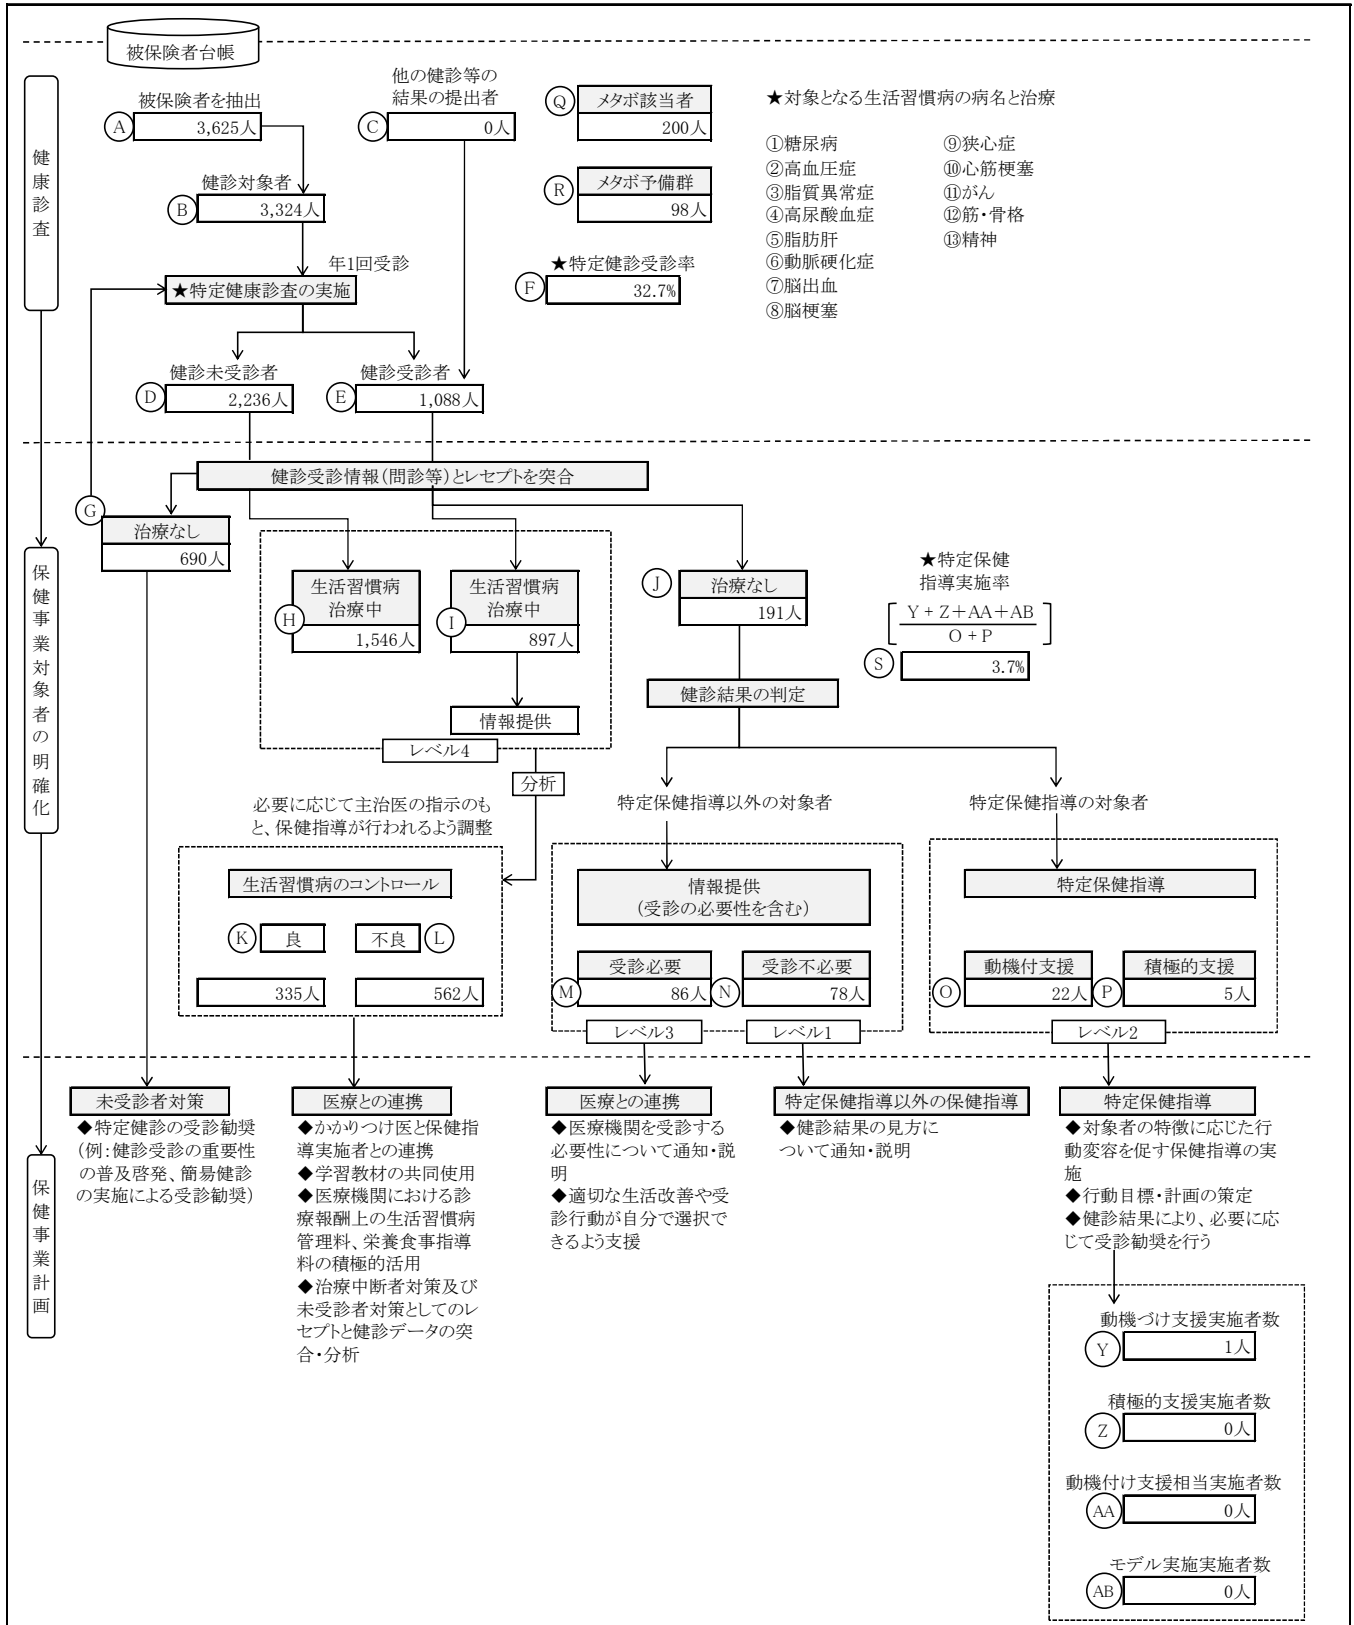 被保険者台帳
健康診査
被保険者を抽出
A
3,625人
他の健診等の
結果の提出者
C
0人
Q
メタボ該当者
200人
R
メタボ予備群
98人
★対象となる生活習慣病の病名と治療
①糖尿病
②高血圧症
③脂質異常症
④高尿酸血症
⑤脂肪肝
⑥動脈硬化症
⑦脳出血
⑧脳梗塞
⑨狭心症
⑩心筋梗塞
⑪がん
⑫筋・骨格
⑬精神
健診対象者
B
3,324人
年1回受診
★特定健康診査の実施
★特定健診受診率
F
32.7%
健診未受診者
D
2,236人
健診受診者
E
1,088人
保健事業対象者の明確化
健診受診情報(問診等)とレセプトを突合
G
治療なし
690人
生活習慣病
治療中
H
1,546人
生活習慣病
治療中
I
897人
情報提供
レベル4
J
治療なし
191人
★特定保健
指導実施率
Y + Z+AA+AB
O + P
S
3.7%
健診結果の判定
分析
必要に応じて主治医の指示のも
と、保健指導が行われるよう調整
特定保健指導以外の対象者
特定保健指導の対象者
生活習慣病のコントロール
K
良
不良
L
335人
562人
情報提供
(受診の必要性を含む)
受診必要
M
86人
受診不必要
N
78人
レベル3
レベル1
特定保健指導
動機付支援
O
22人
積極的支援
P
5人
レベル2
保健事業計画
未受診者対策
◆特定健診の受診勧奨
(例:健診受診の重要性
の普及啓発、簡易健診
の実施による受診勧奨)
医療との連携
◆かかりつけ医と保健指
導実施者との連携
◆学習教材の共同使用
◆医療機関における診
療報酬上の生活習慣病
管理料、栄養食事指導
料の積極的活用
◆治療中断者対策及び
未受診者対策としてのレ
セプトと健診データの突
合・分析
医療との連携
◆医療機関を受診する
必要性について通知・説
明
◆適切な生活改善や受
診行動が自分で選択で
きるよう支援
特定保健指導以外の保健指導
◆健診結果の見方に
ついて通知・説明
特定保健指導
◆対象者の特徴に応じた行
動変容を促す保健指導の実
施
◆行動目標・計画の策定
◆健診結果により、必要に応
じて受診勧奨を行う
動機づけ支援実施者数
Y
1人
積極的支援実施者数
Z
0人
動機付け支援相当実施者数
AA
0人
モデル実施実施者数
AB
0人